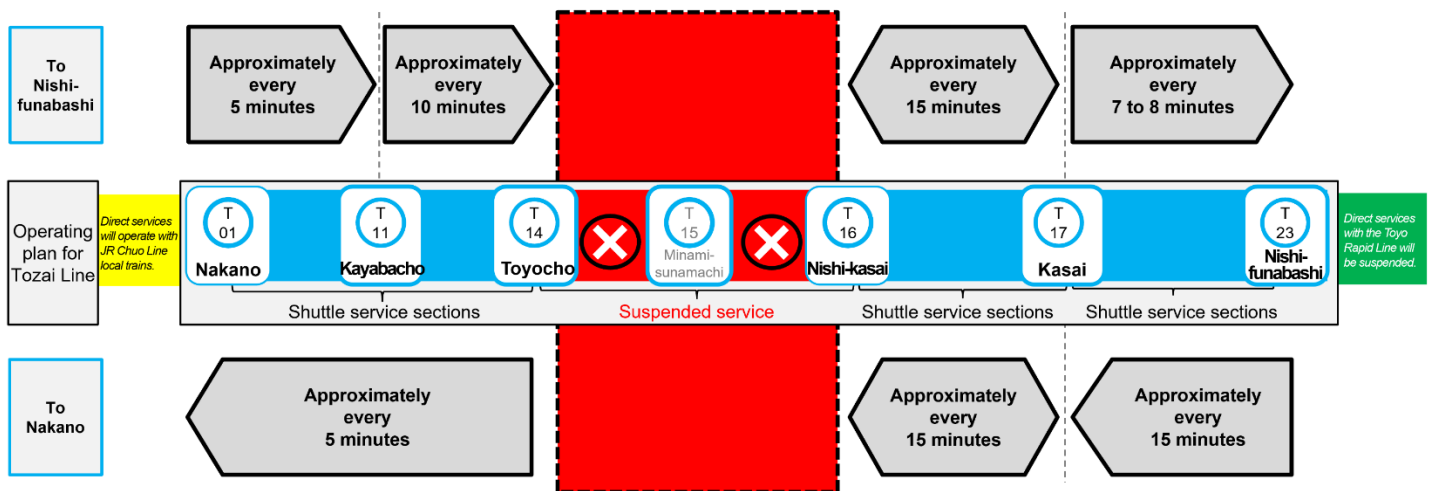 To
Nishi-
funabashi
Approximately
every
5 minutes
Approximately
every
10 minutes
Approximately
every
15 minutes
Approximately
every
7 to 8 minutes
Operating
plan for
Tozai Line
Direct services
will operate with
JR Chuo Line
local trains.
T
01
Nakano
T
11
Kayabacho
T
14
Toyocho
T
15
Minami-
sunamachi
T
16
Nishi-kasai
T
17
Kasai
T
23
Nishi-
funabashi
Direct services
with the Toyo
Rapid Line will
be suspended.
Shuttle service sections
Suspended service
Shuttle service sections
Shuttle service sections
To
Nakano
Approximately
every
5 minutes
Approximately
every
15 minutes
Approximately
every
15 minutes